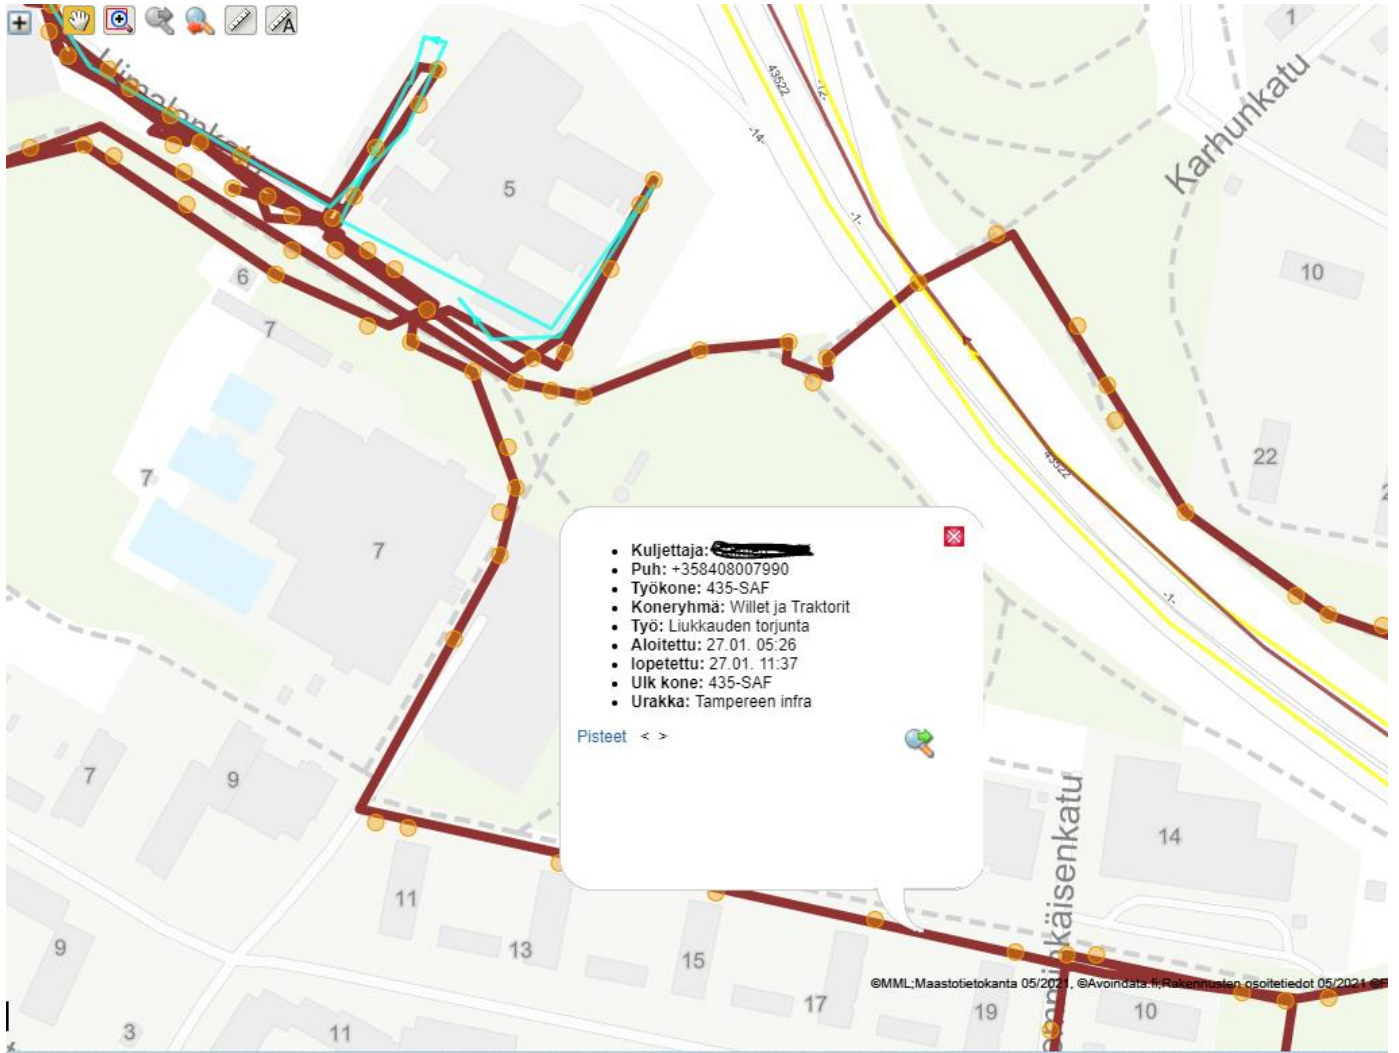 1
Karhunkatu
43522
-12-
-14-
5
-1-
10
6
7
7
43522
22
7
7
-1-
Kuljettaja:
Puh: +358408007990
Työkone: 435-SAF
Koneryhmä: Willet ja Traktorit
Työ: Liukkauden torjunta
Aloitettu: 27.01. 05:26
lopetettu: 27.01. 11:37
Ulk kone: 435-SAF
Urakka: Tampereen infra
Pisteet < >
7
9
14
11
13
15
9
17
19
10
©MML;Maastotietokanta 05/2021, ©Avoindata.fi;Rakennusten osoitetiedot 05/2021 ©F
3
11